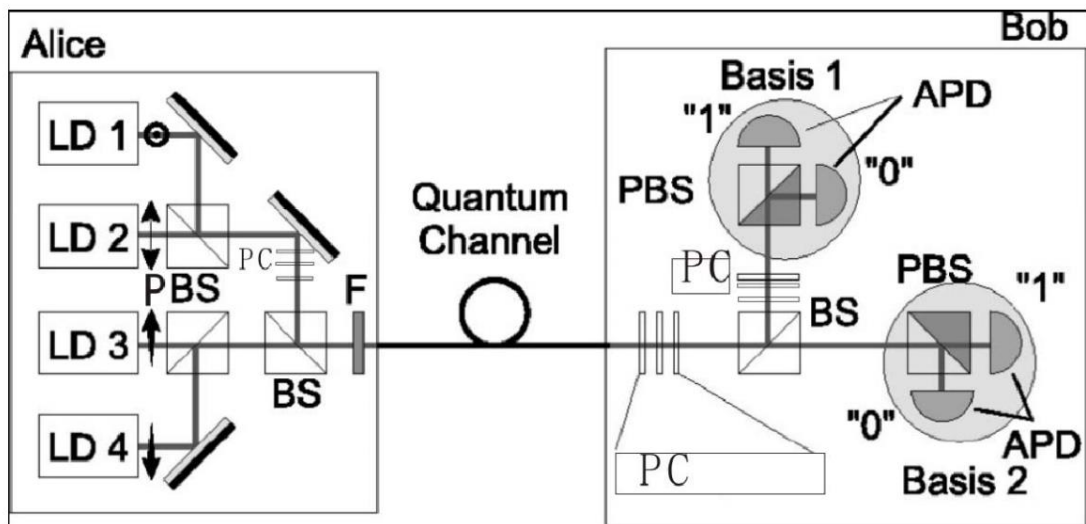 Alice
Bob
LD 1
LD 2
PBS
PC
LD 3
BS
F
LD 4
Quantum
Channel
Basis 1
APD
"1"
"0"
PBS
PC
BS
PBS
"1"
"0"
APD
Basis 2
PC